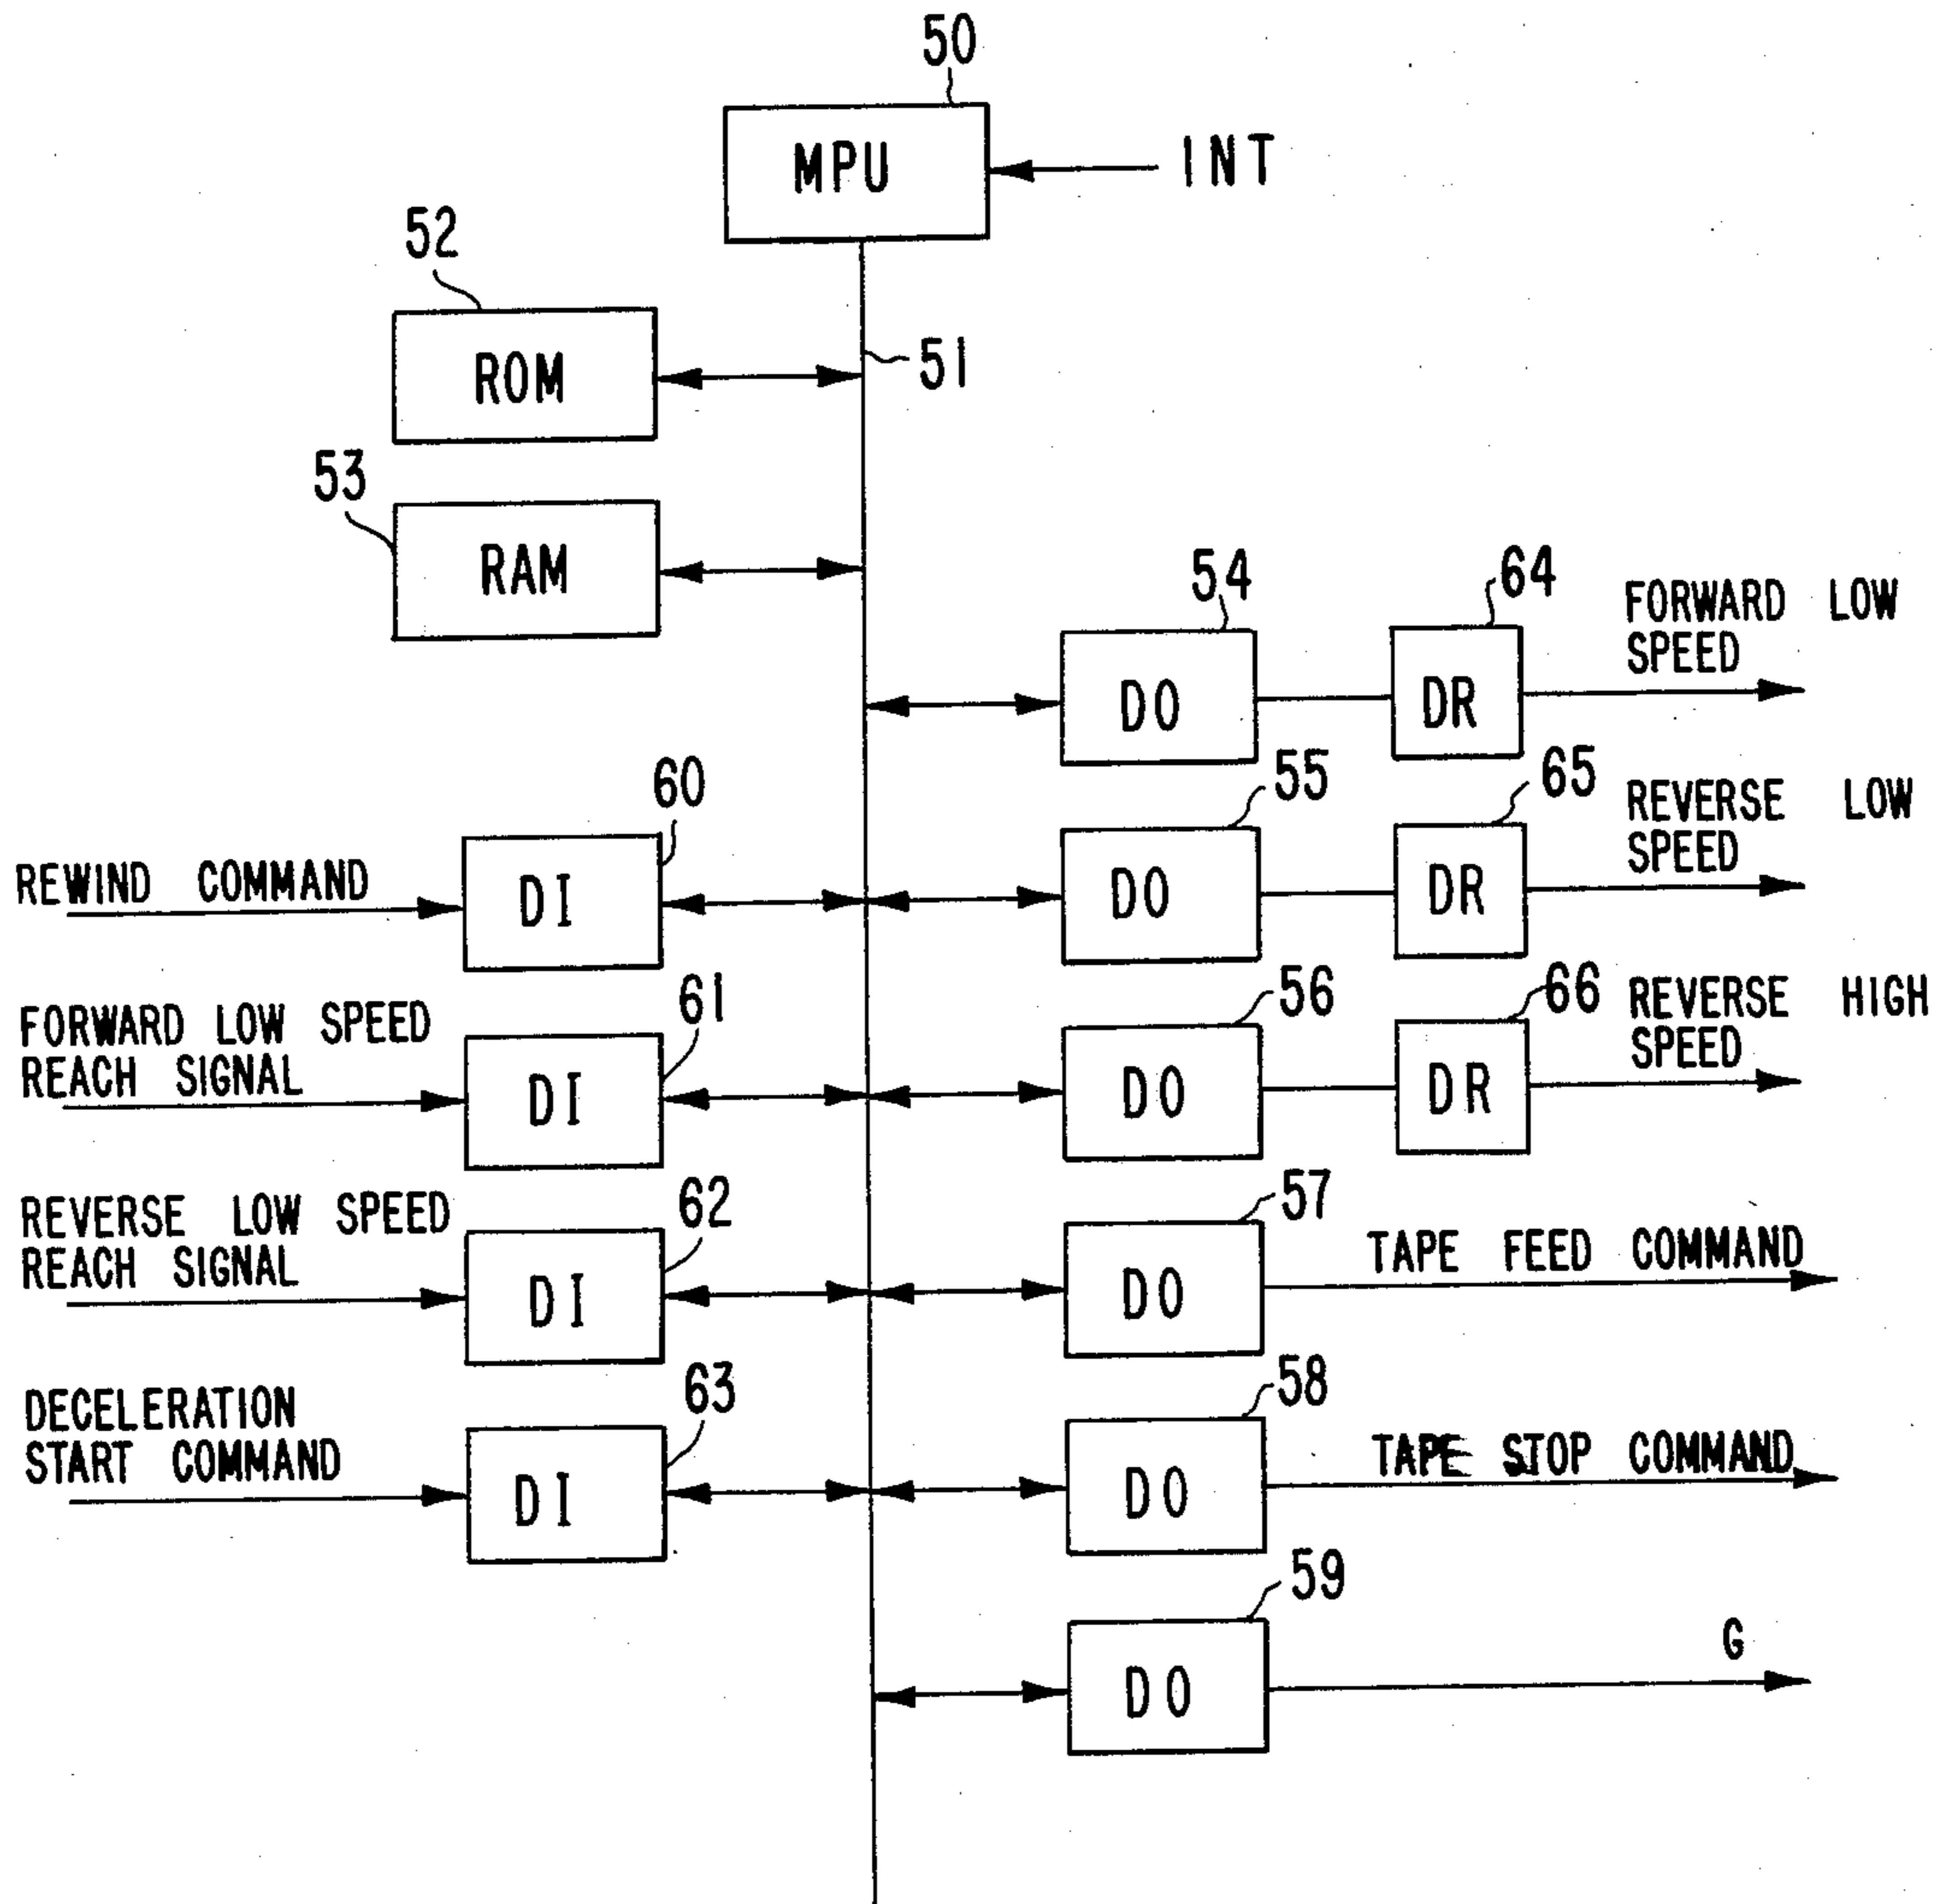 50
MPU
INT
52
ROM
51
53
RAM
54
64
FORWARD LOW
SPEED
DO
DR
60
55
65
REVERSE LOW
SPEED
REWIND COMMAND
DI
DO
DR
61
56
66
REVERSE HIGH
SPEED
FORWARD LOW SPEED
REACH SIGNAL
DI
DO
DR
62
57
REVERSE LOW SPEED
REACH SIGNAL
DI
DO
TAPE FEED COMMAND
63
58
DECELERATION
START COMMAND
DI
DO
TAPE STOP COMMAND
59
DO
G